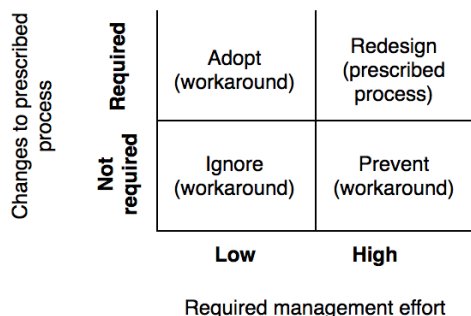 Changes to prescribed
process
Required
Not
required
Adopt
(workaround)
Redesign
(prescribed
process)
Ignore
(workaround)
Prevent
(workaround)
Low
High
Required management effort